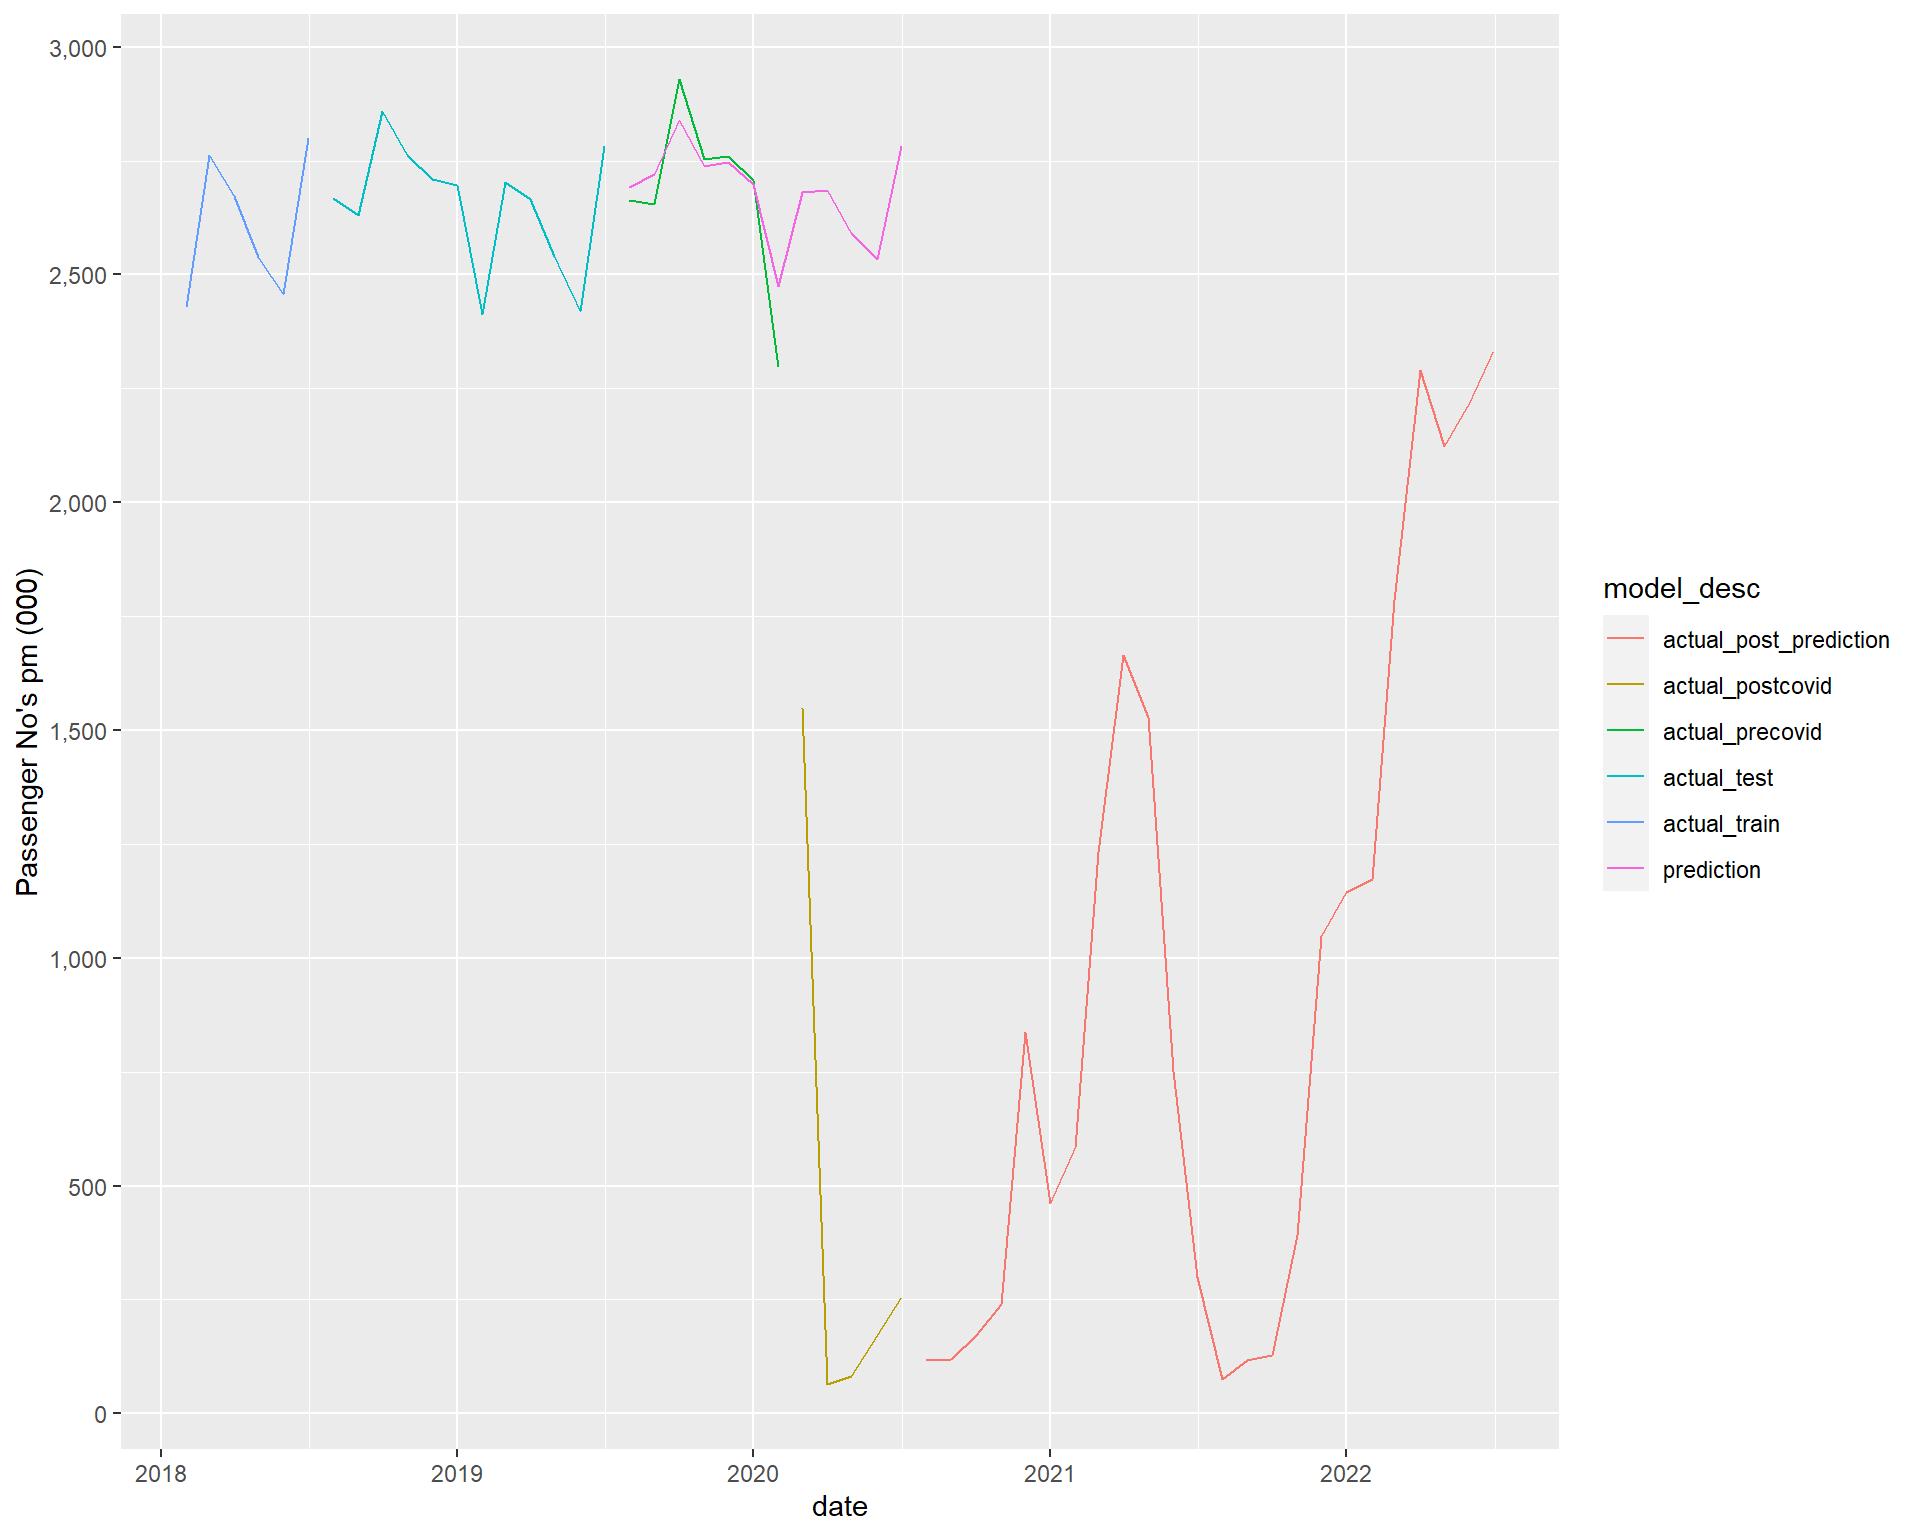 3,000
2,500
2,000
1,500
1,000
500
0
Passenger No's pm (000)
2018 2019 2020 2021 2022
date
model_desc
actual_post_prediction
actual_postcovid
actual_precovid
actual_test
actual_train
prediction